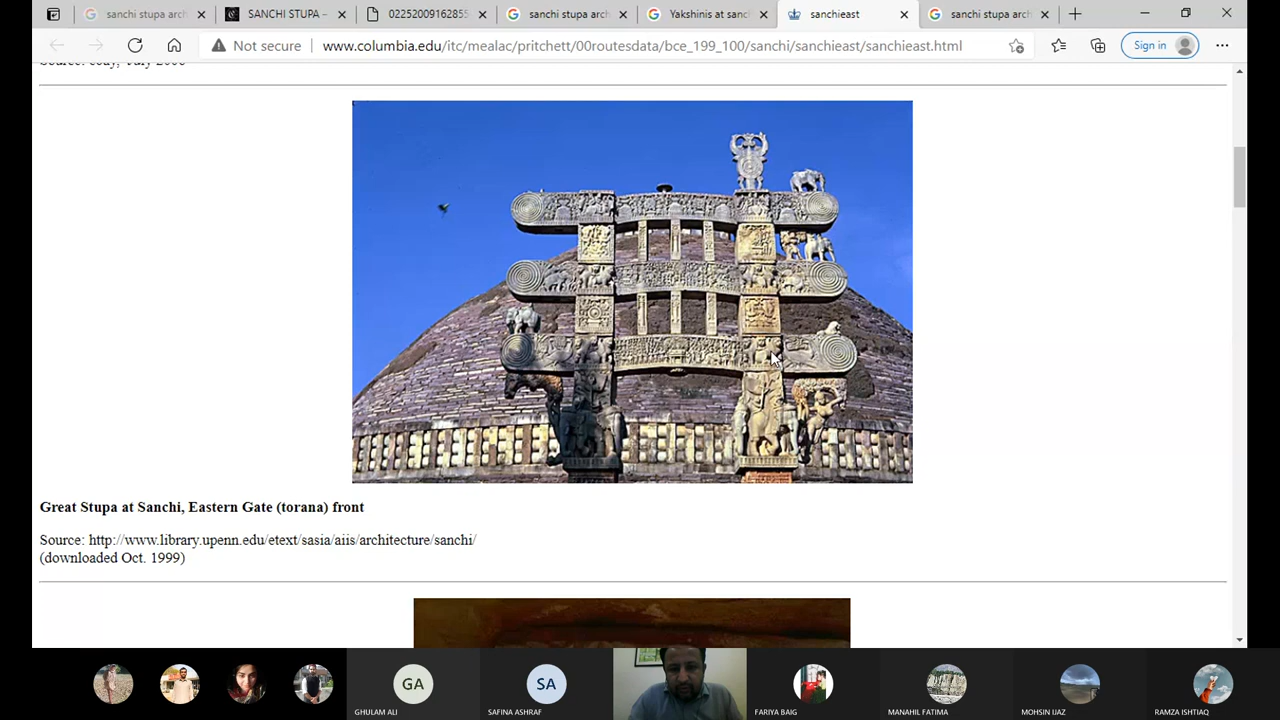 sanchi stupa arch
SANCHI STUPA –
02252009162855
sanchi stupa arch
Yakshinis at sanc
sanchieast
sanchi stupa arch
Not secure
www.columbia.edu/itc/mealac/pritchett/00routesdata/bce_199_100/sanchi/sanchieast/sanchieast.html
Sign in
Great Stupa at Sanchi, Eastern Gate (torana) front
Source: http://www.library.upenn.edu/etext/sasia/aiis/architecture/sanchi/
(downloaded Oct. 1999)
GA
SA
GHULAM ALI
SAFINA ASHRAF
FARIYA BAIG
MANAHIL FATIMA
MOHSIN IJAZ
RAMZA ISHTIAQ